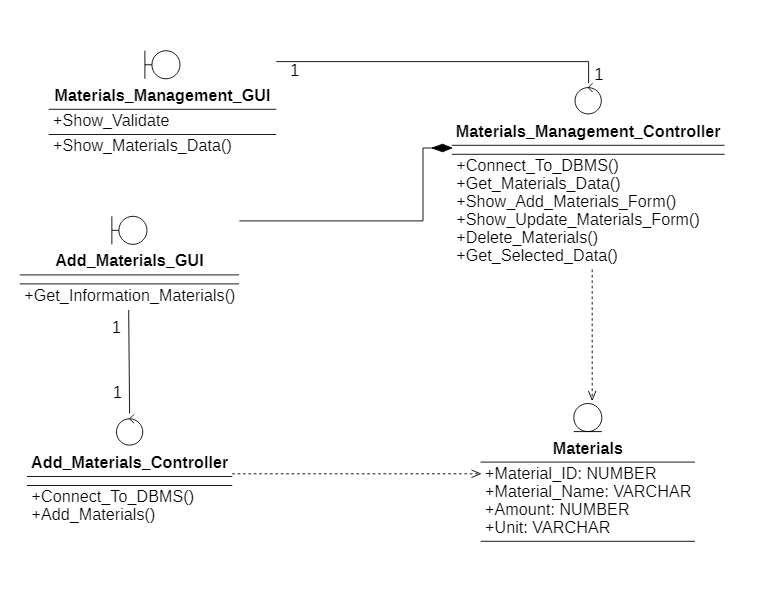 1
1
Materials_Management_GUI
+Show_Validate
+Show_Materials_Data()
Materials_Management_Controller
+Connect_To_DBMS()
+Get_Materials_Data()
+Show_Add_Materials_Form()
+Show_Update_Materials_Form()
+Delete_Materials()
+Get_Selected_Data()
Add_Materials_GUI
+Get_Information_Materials()
1
1
Add_Materials_Controller
+Connect_To_DBMS()
+Add_Materials()
Materials
+Material_ID: NUMBER
+Material_Name: VARCHAR
+Amount: NUMBER
+Unit: VARCHAR